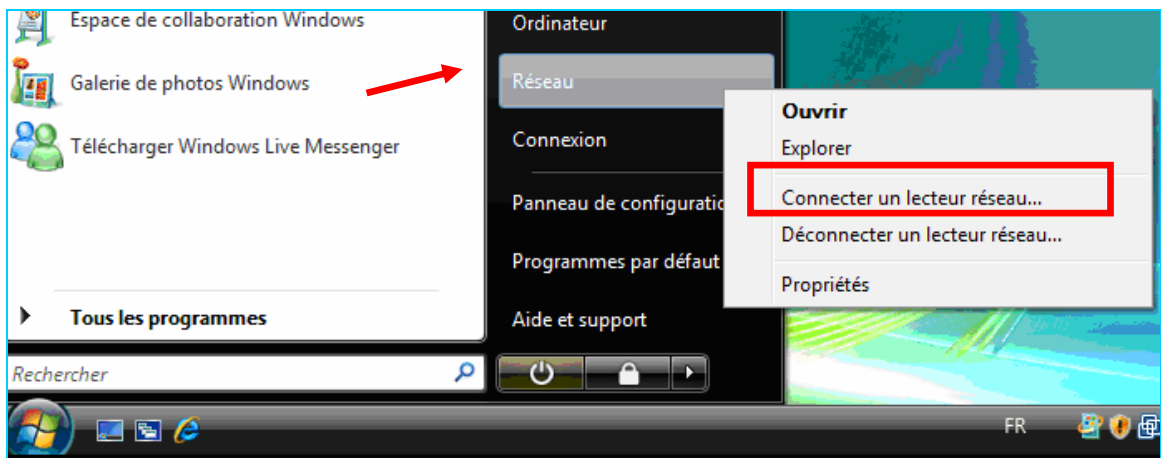 Espace de collaboration Windows
Galerie de photos Windows
Télécharger Windows Live Messenger
Tous les programmes
Rechercher
Ordinateur
Réseau
Connexion
Panneau de configuratio
Programmes par défaut
Aide et support
Ouvrir
Explorer
Connecter un lecteur réseau...
Déconnecter un lecteur réseau...
Propriétés
FR